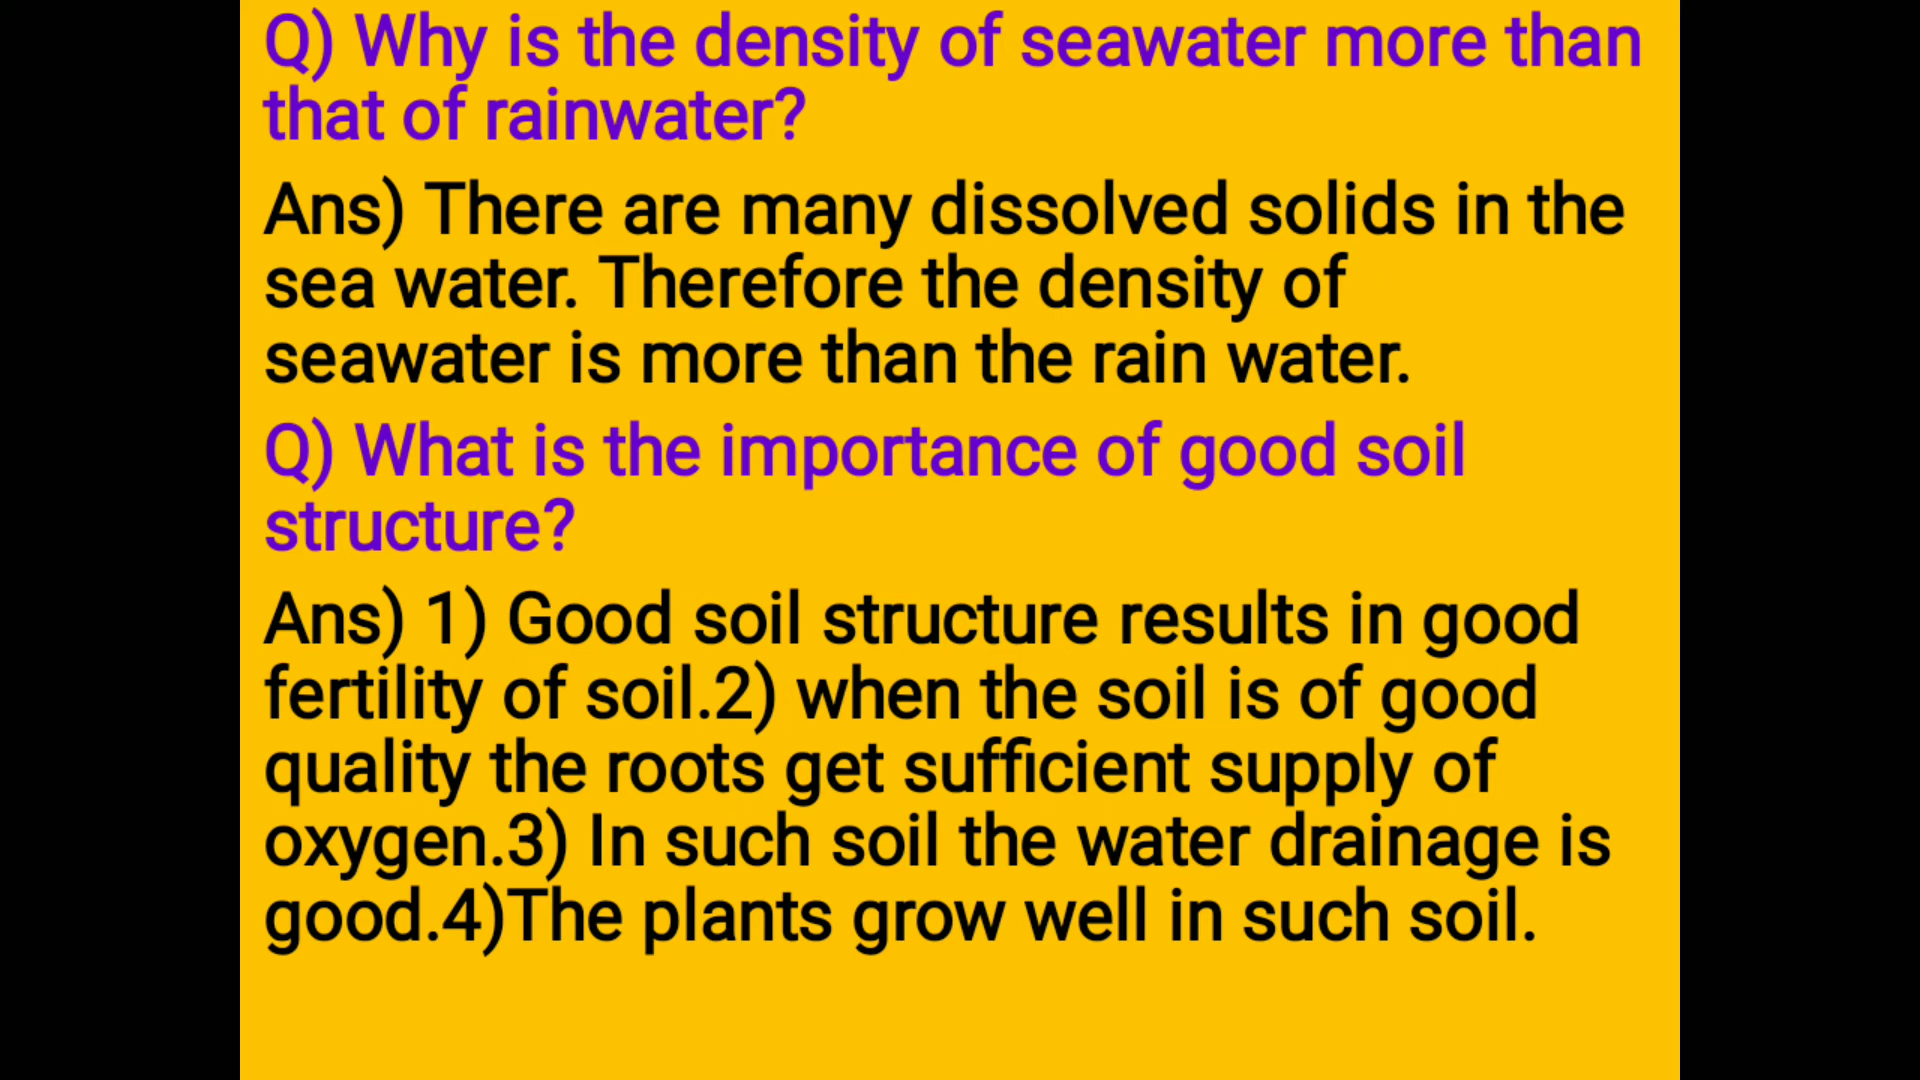 Q) Why is the density of seawater more than
that of rainwater?
Ans) There are many dissolved solids in the
sea water. Therefore the density of
seawater is more than the rain water.
Q) What is the importance of good soil
structure?
Ans) 1) Good soil structure results in good
fertility of soil.2) when the soil is of good
quality the roots get sufficient supply of
oxygen.3) In such soil the water drainage is
good.4)The plants grow well in such soil.